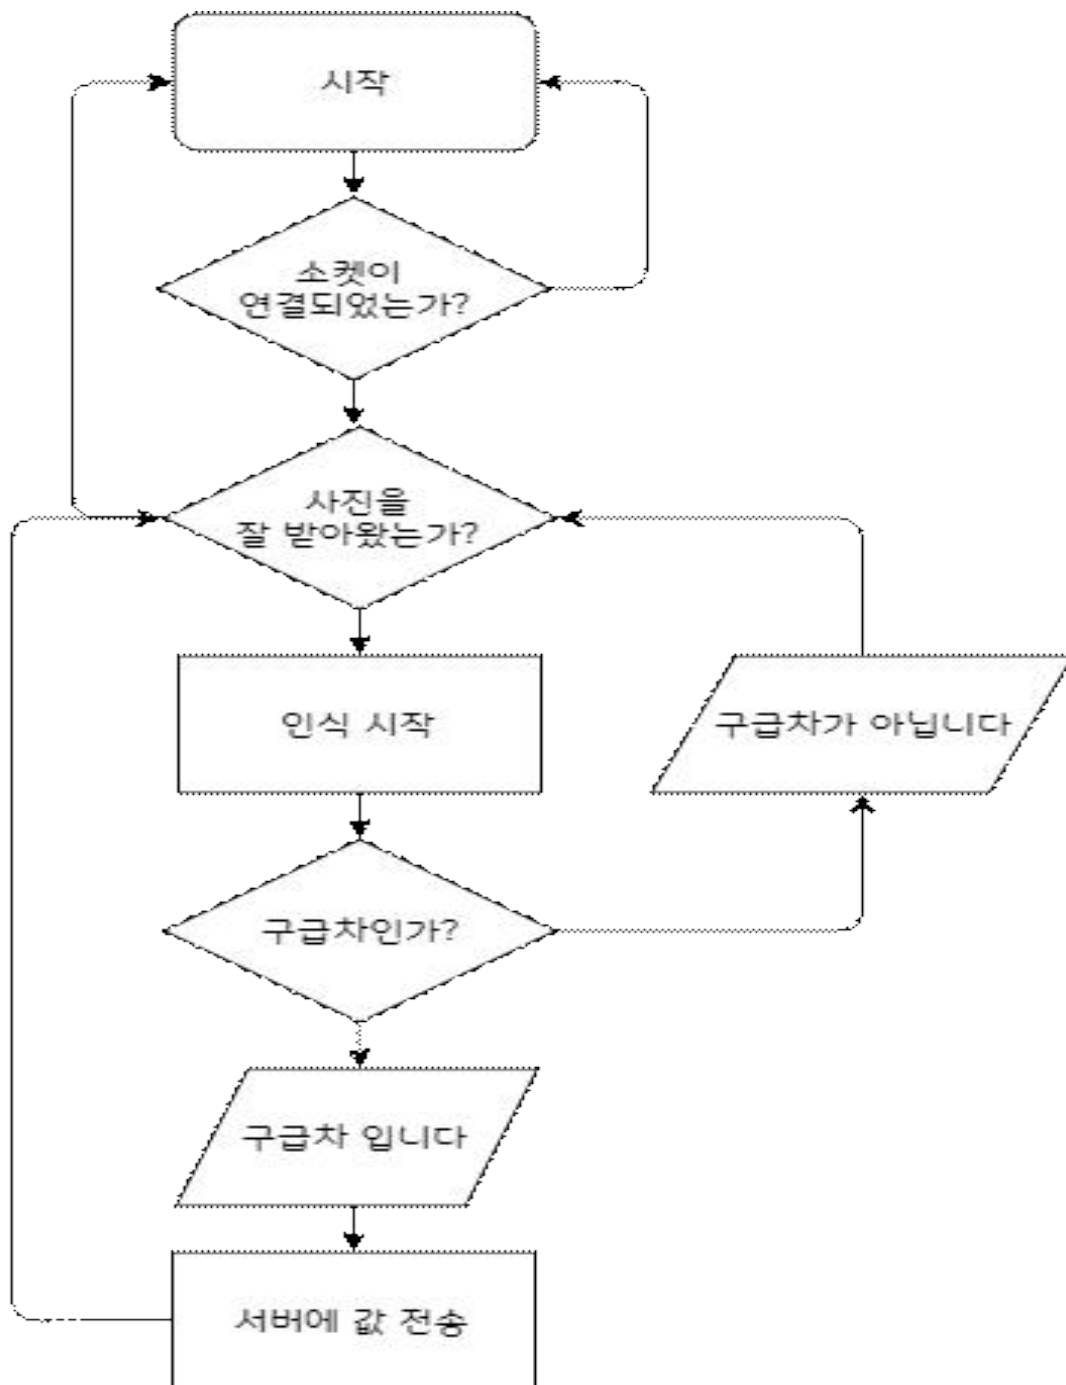 시작
소켓이
연결되었는가?
사진을
잘 받아왔는가?
인식 시작
구급차가 아닙니다
구급차인가?
구급차 입니다
서버에 값 전송